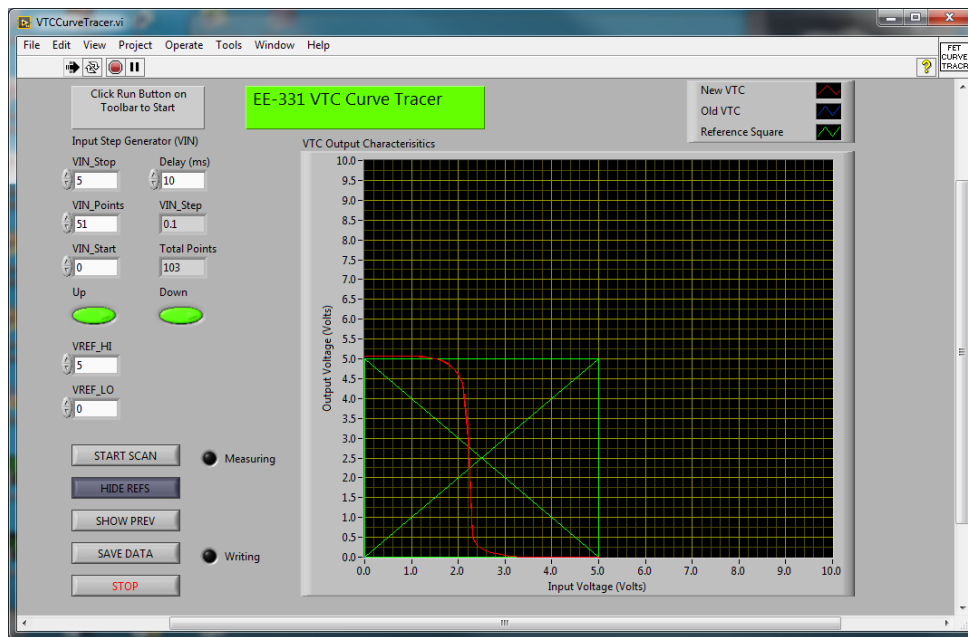 VTCCurveTracer.vi
File Edit View Project Operate Tools Window Help
FET
CURVE
TRACR
Click Run Button on
Toolbar to Start
EE-331 VTC Curve Tracer
New VTC
Old VTC
Reference Square
Input Step Generator (VIN)
VIN_Stop Delay (ms)
5 10
VIN_Points VIN_Step
51 0.1
VIN_Start Total Points
0 103
Up Down
VREF_HI
5
VREF_LO
0
START SCAN Measuring
HIDE REFS
SHOW PREV
SAVE DATA Writing
STOP
VTC Output Characterisitics
Output Voltage (Volts)
10.0
9.5
9.0
8.5
8.0
7.5
7.0
6.5
6.0
5.5
5.0
4.5
4.0
3.5
3.0
2.5
2.0
1.5
1.0
0.5
0.0
0.0 1.0 2.0 3.0 4.0 5.0 6.0 7.0 8.0 9.0 10.0
Input Voltage (Volts)